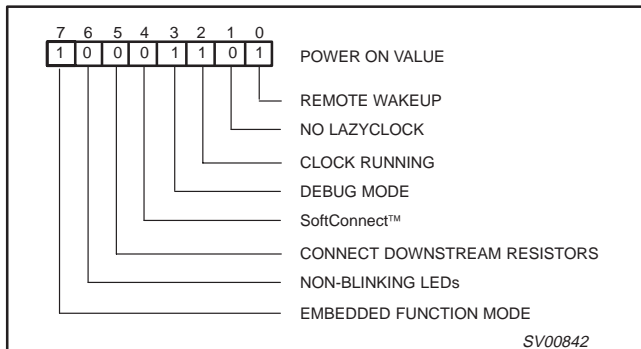 7 6 5 4 3 2 1 0
1 0 0 0 1 1 0 1 POWER ON VALUE
REMOTE WAKEUP
NO LAZYCLOCK
CLOCK RUNNING
DEBUG MODE
SoftConnect™
CONNECT DOWNSTREAM RESISTORS
NON-BLINKING LEDs
EMBEDDED FUNCTION MODE
SV00842